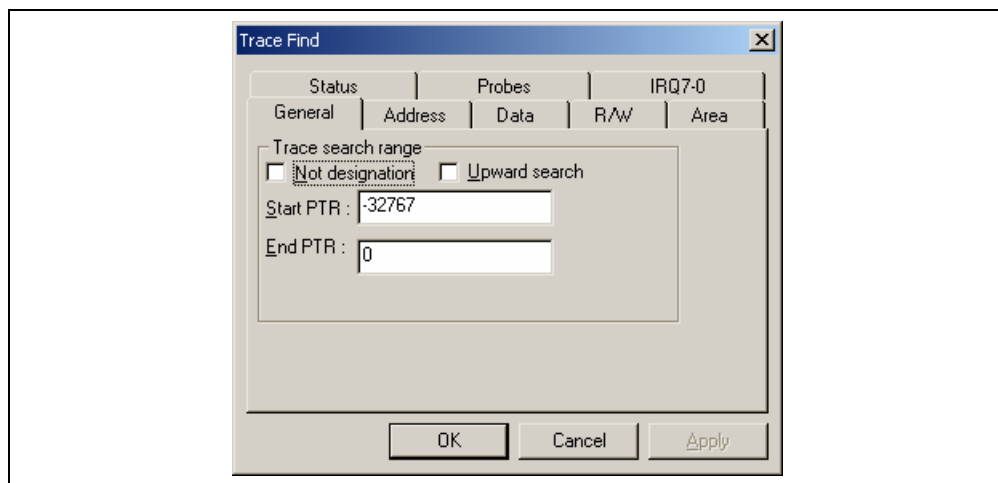 Trace Find
Status Probes IRQ7-0
General Address Data R/W Area
Trace search range
Not designation Upward search
Start PTR : -32767
End PTR : 0
OK Cancel Apply